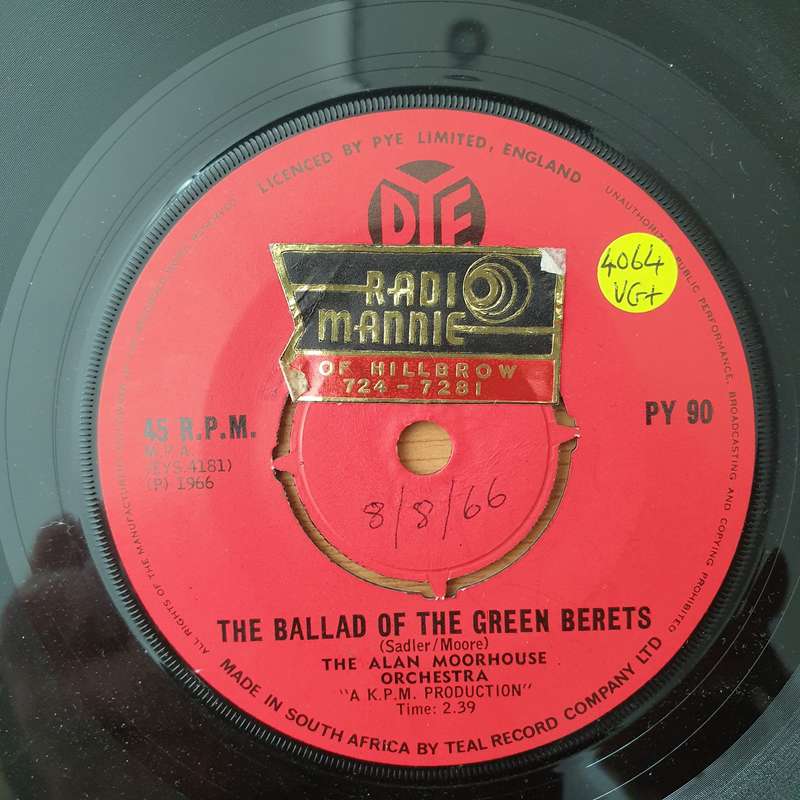 LICENCED BY PYE LIMITED, ENGLAND
PYE
RADIO
MANNIE
OF HILLBROW
724-7281
4064
VG+
45 R.P.M.
(P) 1966
PY 90
8/8/66
THE BALLAD OF THE GREEN BERETS
(Sadler/Moore)
THE ALAN MOORHOUSE
ORCHESTRA
"A K.P.M. PRODUCTION"
Time: 2.39
MADE IN SOUTH AFRICA BY TEAL RECORD COMPANY LTD
ALL RIGHTS OF THE MANUFACTURER RESERVED
UNAUTHORIZED PUBLIC PERFORMANCE, BROADCASTING AND COPYING PROHIBITED